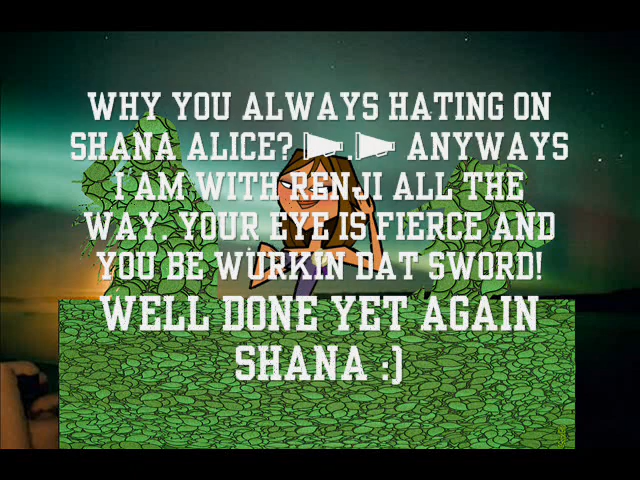 WHY YOU ALWAYS HATING ON
SHANA ALICE? . ANYWAYS
I AM WITH RENJI ALL THE
WAY. YOUR EYE IS FIERCE AND
YOU BE WURKIN DAT SWORD!
WELL DONE YET AGAIN
SHANA :)